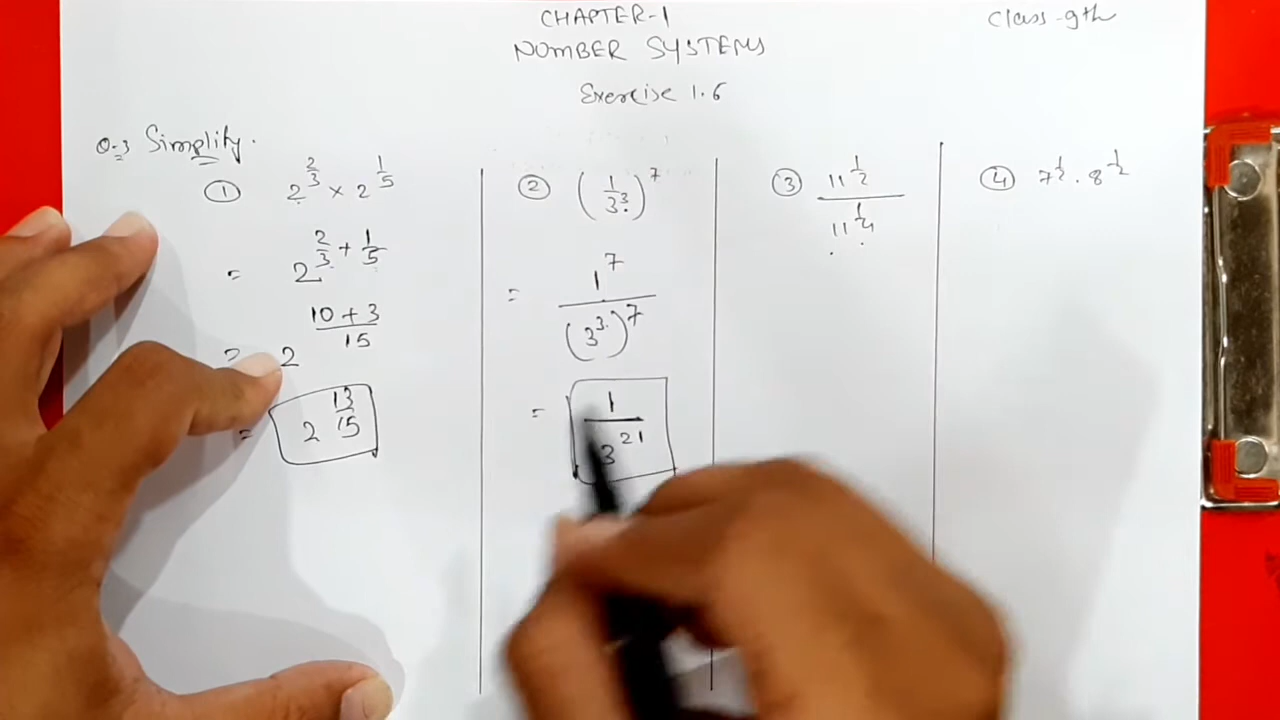 CHAPTER-1
Class-9th
NUMBER SYSTEMS
Exercise 1.6
Q.3 Simplify.
① 2^(2/3) × 2^(1/5)
= 2^(2/3 + 1/5)
= 2^((10+3)/15)
= 2^(13/15)
② (1/3^3)^7
= 1^7/(3^3)^7
= 1/3^21
③ 11^(1/2)/11^(1/4)
④ 7^(1/2) . 8^(1/2)